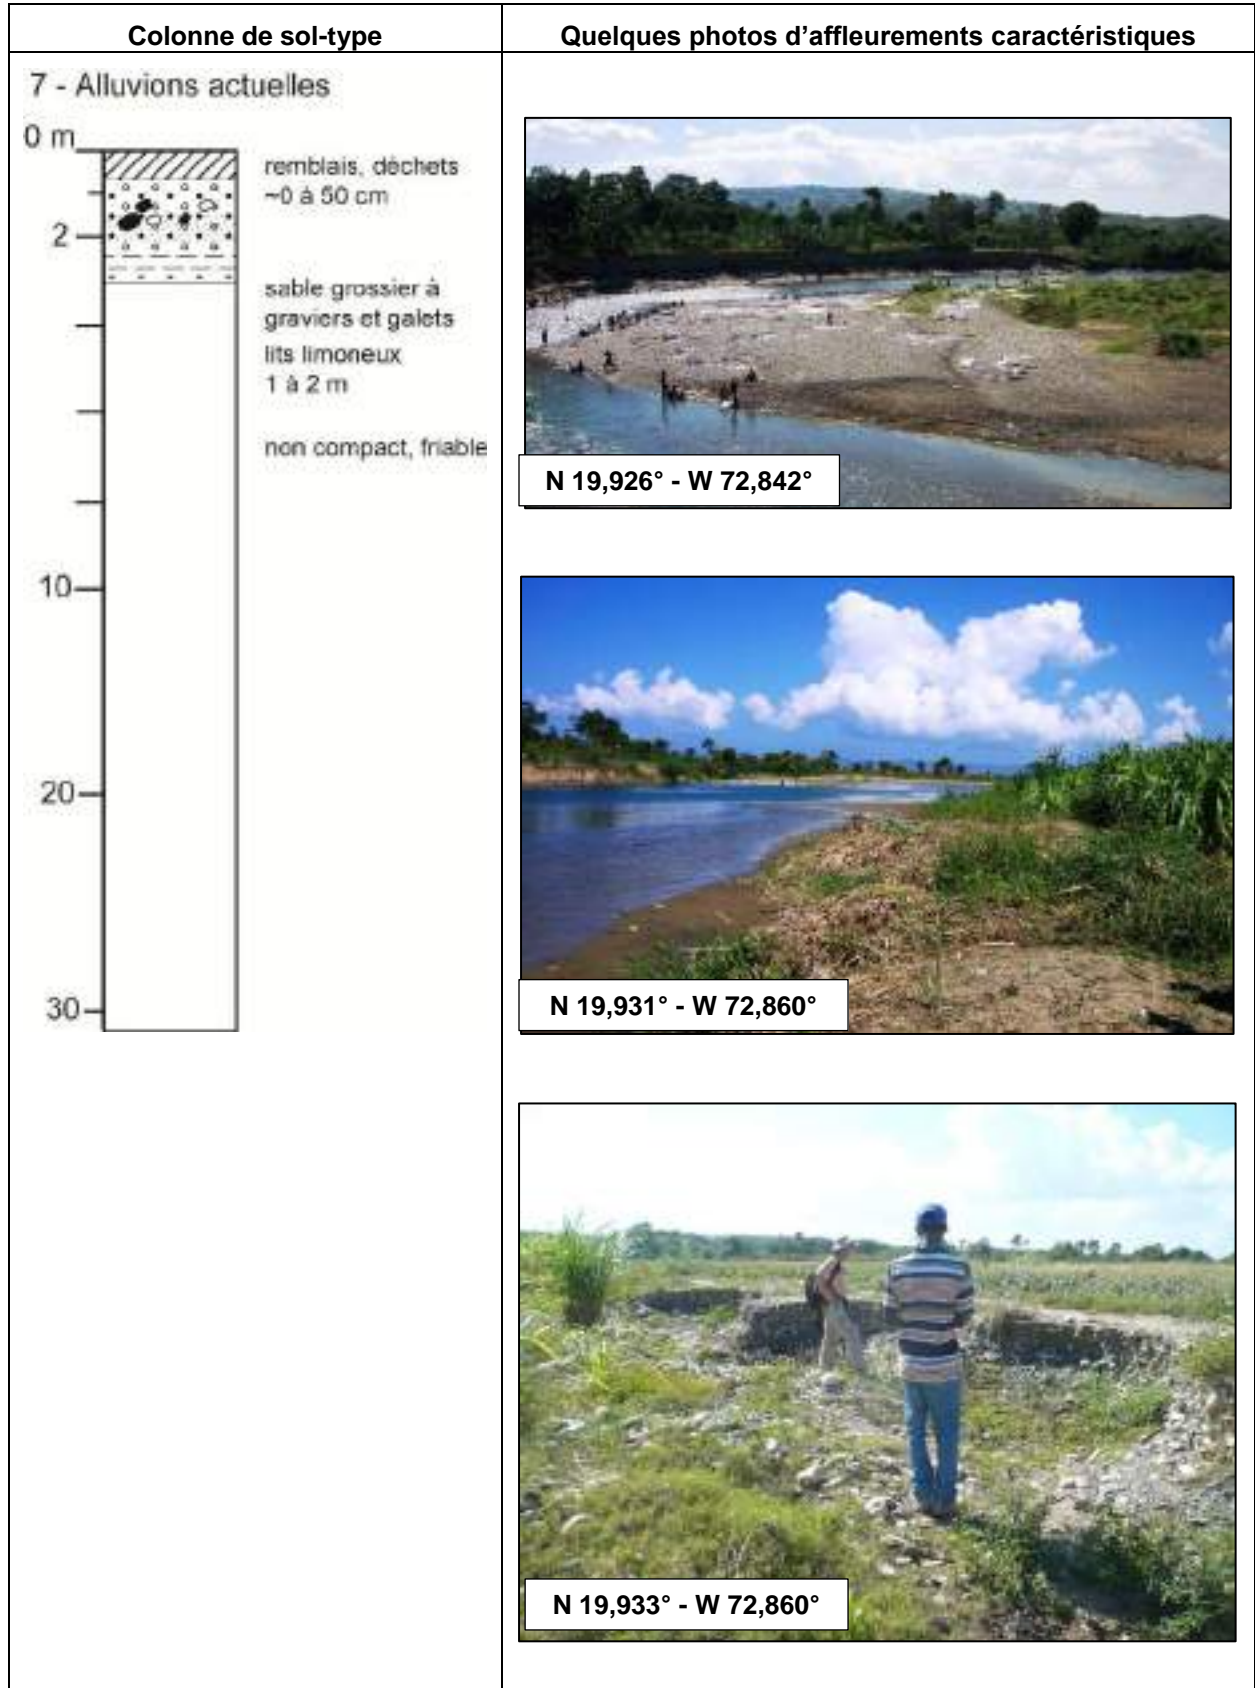 Colonne de sol-type
Quelques photos d'affleurements caractéristiques
7 - Alluvions actuelles
0 m
remblais, déchets
~0 à 50 cm
2
sable grossier à
graviers et galets
lits limoneux
1 à 2 m
non compact, friable
10
20
30
N 19,926° - W 72,842°
N 19,931° - W 72,860°
N 19,933° - W 72,860°